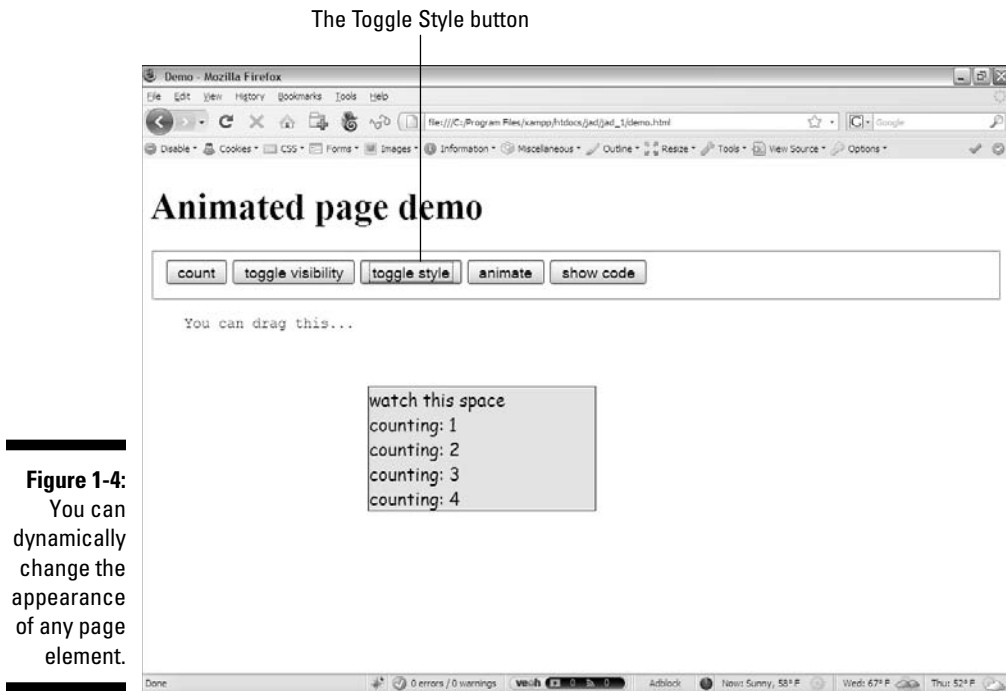 The Toggle Style button
Demo - Mozilla Firefox
File Edit View History Bookmarks Tools Help
file:///C:/Program Files/xampp/htdocs/jad/jad_1/demo.html
Google
Disable CSS Forms Images Information Miscellaneous Outline Resize Tools View Source Options
Animated page demo
count toggle visibility toggle style animate show code
You can drag this...
watch this space
counting: 1
counting: 2
counting: 3
counting: 4
Figure 1-4:
You can
dynamically
change the
appearance
of any page
element.
Done 0 errors / 0 warnings veoh 0 0 Adblock Now: Sunny, 58° F Wed: 67° F Thu: 52° F